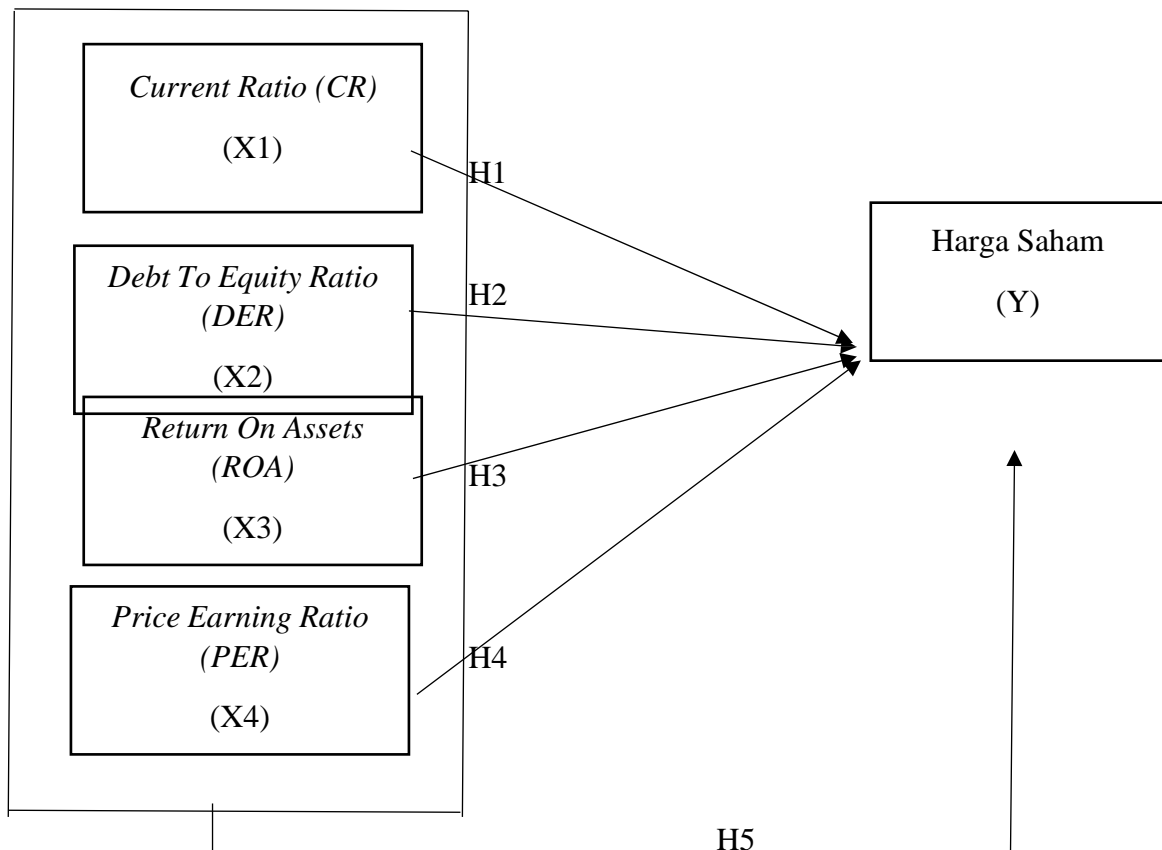 Current Ratio (CR)
(X1)
H1
Harga Saham
(Y)
Debt To Equity Ratio
(DER)
(X2)
H2
Return On Assets
(ROA)
(X3)
H3
Price Earning Ratio
(PER)
(X4)
H4
H5